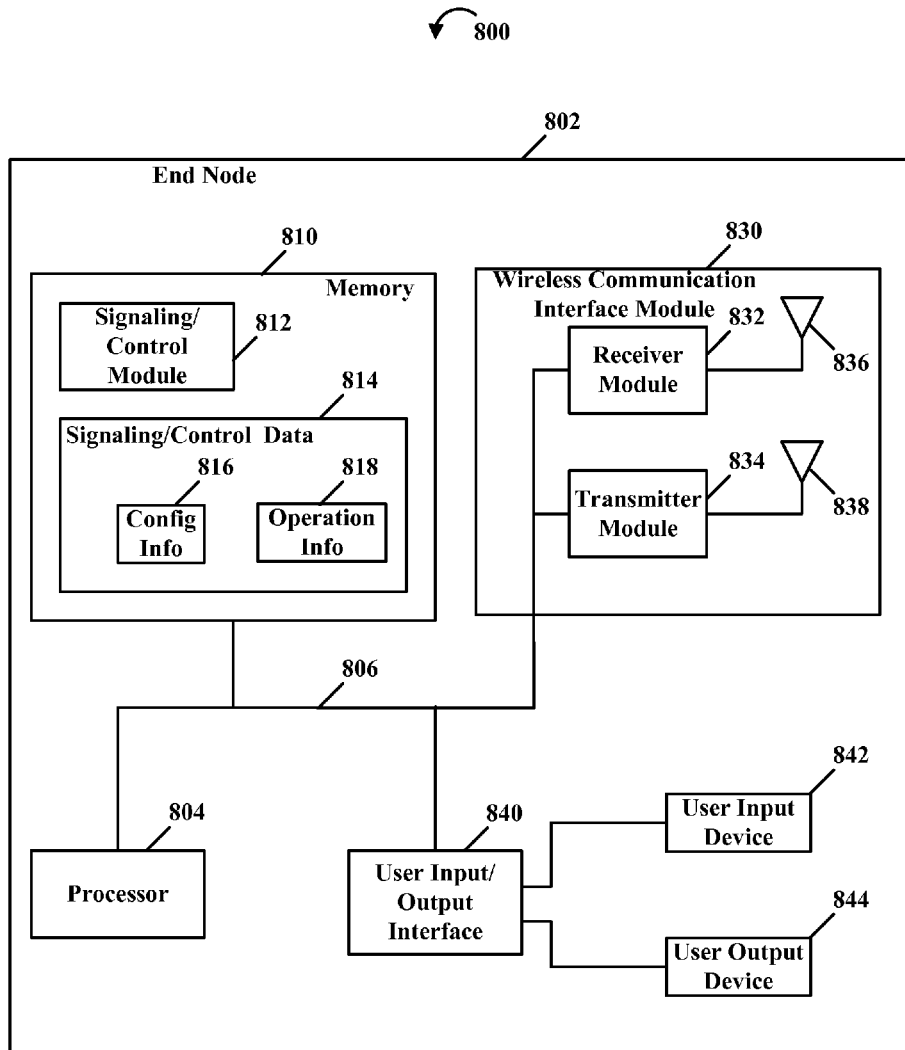 800
802
End Node
810
Memory
Signaling/
Control
Module
812
814
Signaling/Control Data
816
818
Config
Info
Operation
Info
830
Wireless Communication
Interface Module
832
Receiver
Module
836
834
Transmitter
Module
838
806
804
Processor
840
User Input/
Output
Interface
842
User Input
Device
844
User Output
Device